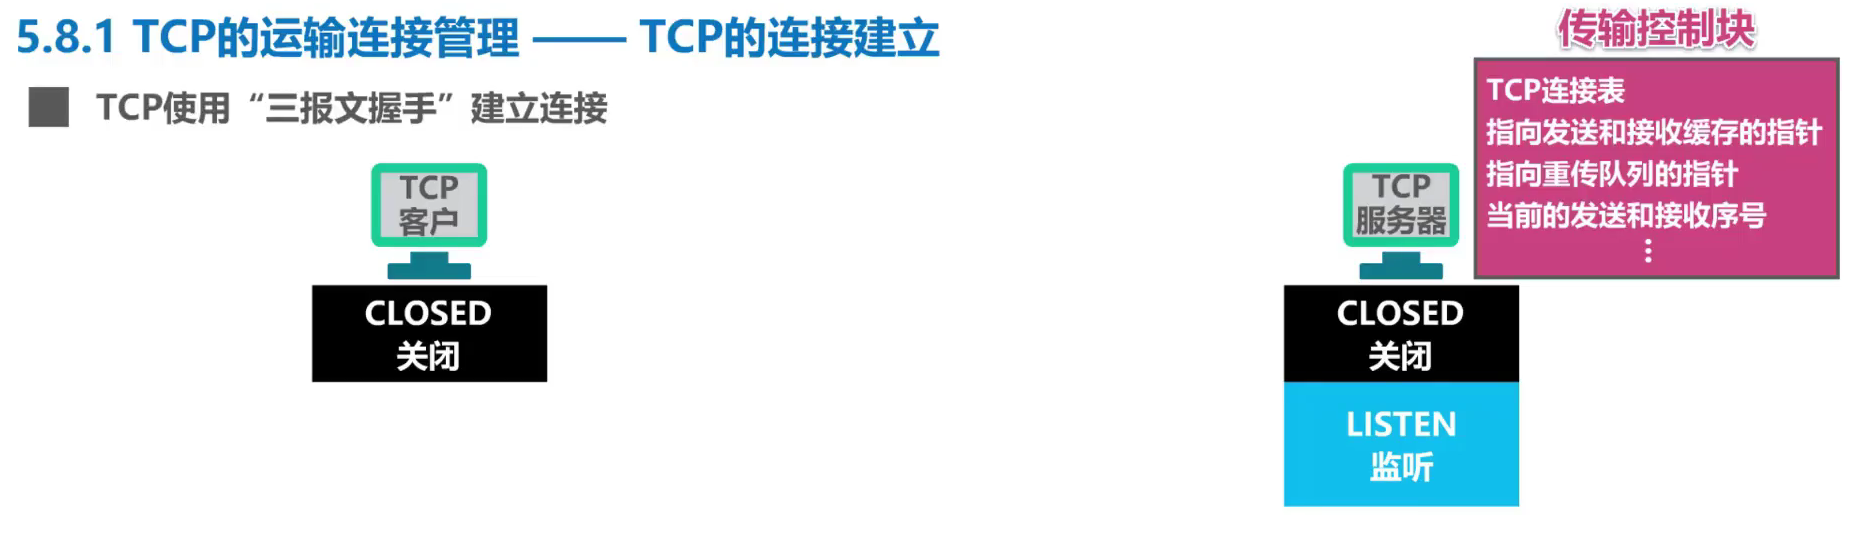 5.8.1 TCP的运输连接管理 —— TCP的连接建立
传输控制块
TCP使用“三报文握手”建立连接
TCP连接表
指向发送和接收缓存的指针
指向重传队列的指针
当前的发送和接收序号
⋮
TCP
客户
CLOSED
关闭
TCP
服务器
CLOSED
关闭
LISTEN
监听